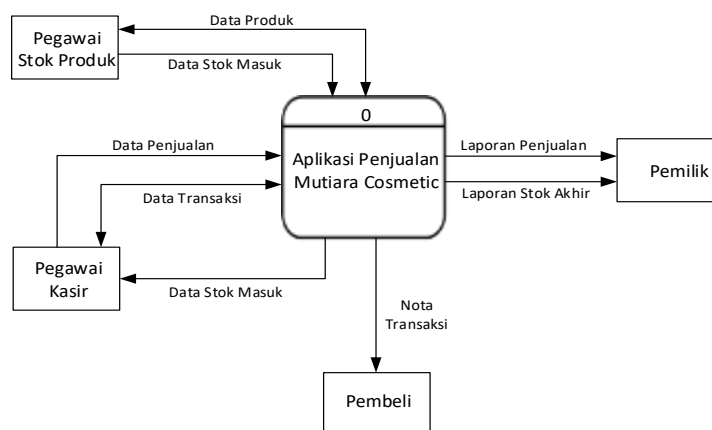 Data Produk
Pegawai
Stok Produk
Data Stok Masuk
0
Data Penjualan
Aplikasi Penjualan
Mutiara Cosmetic
Laporan Penjualan
Pemilik
Data Transaksi
Laporan Stok Akhir
Pegawai
Kasir
Data Stok Masuk
Nota
Transaksi
Pembeli